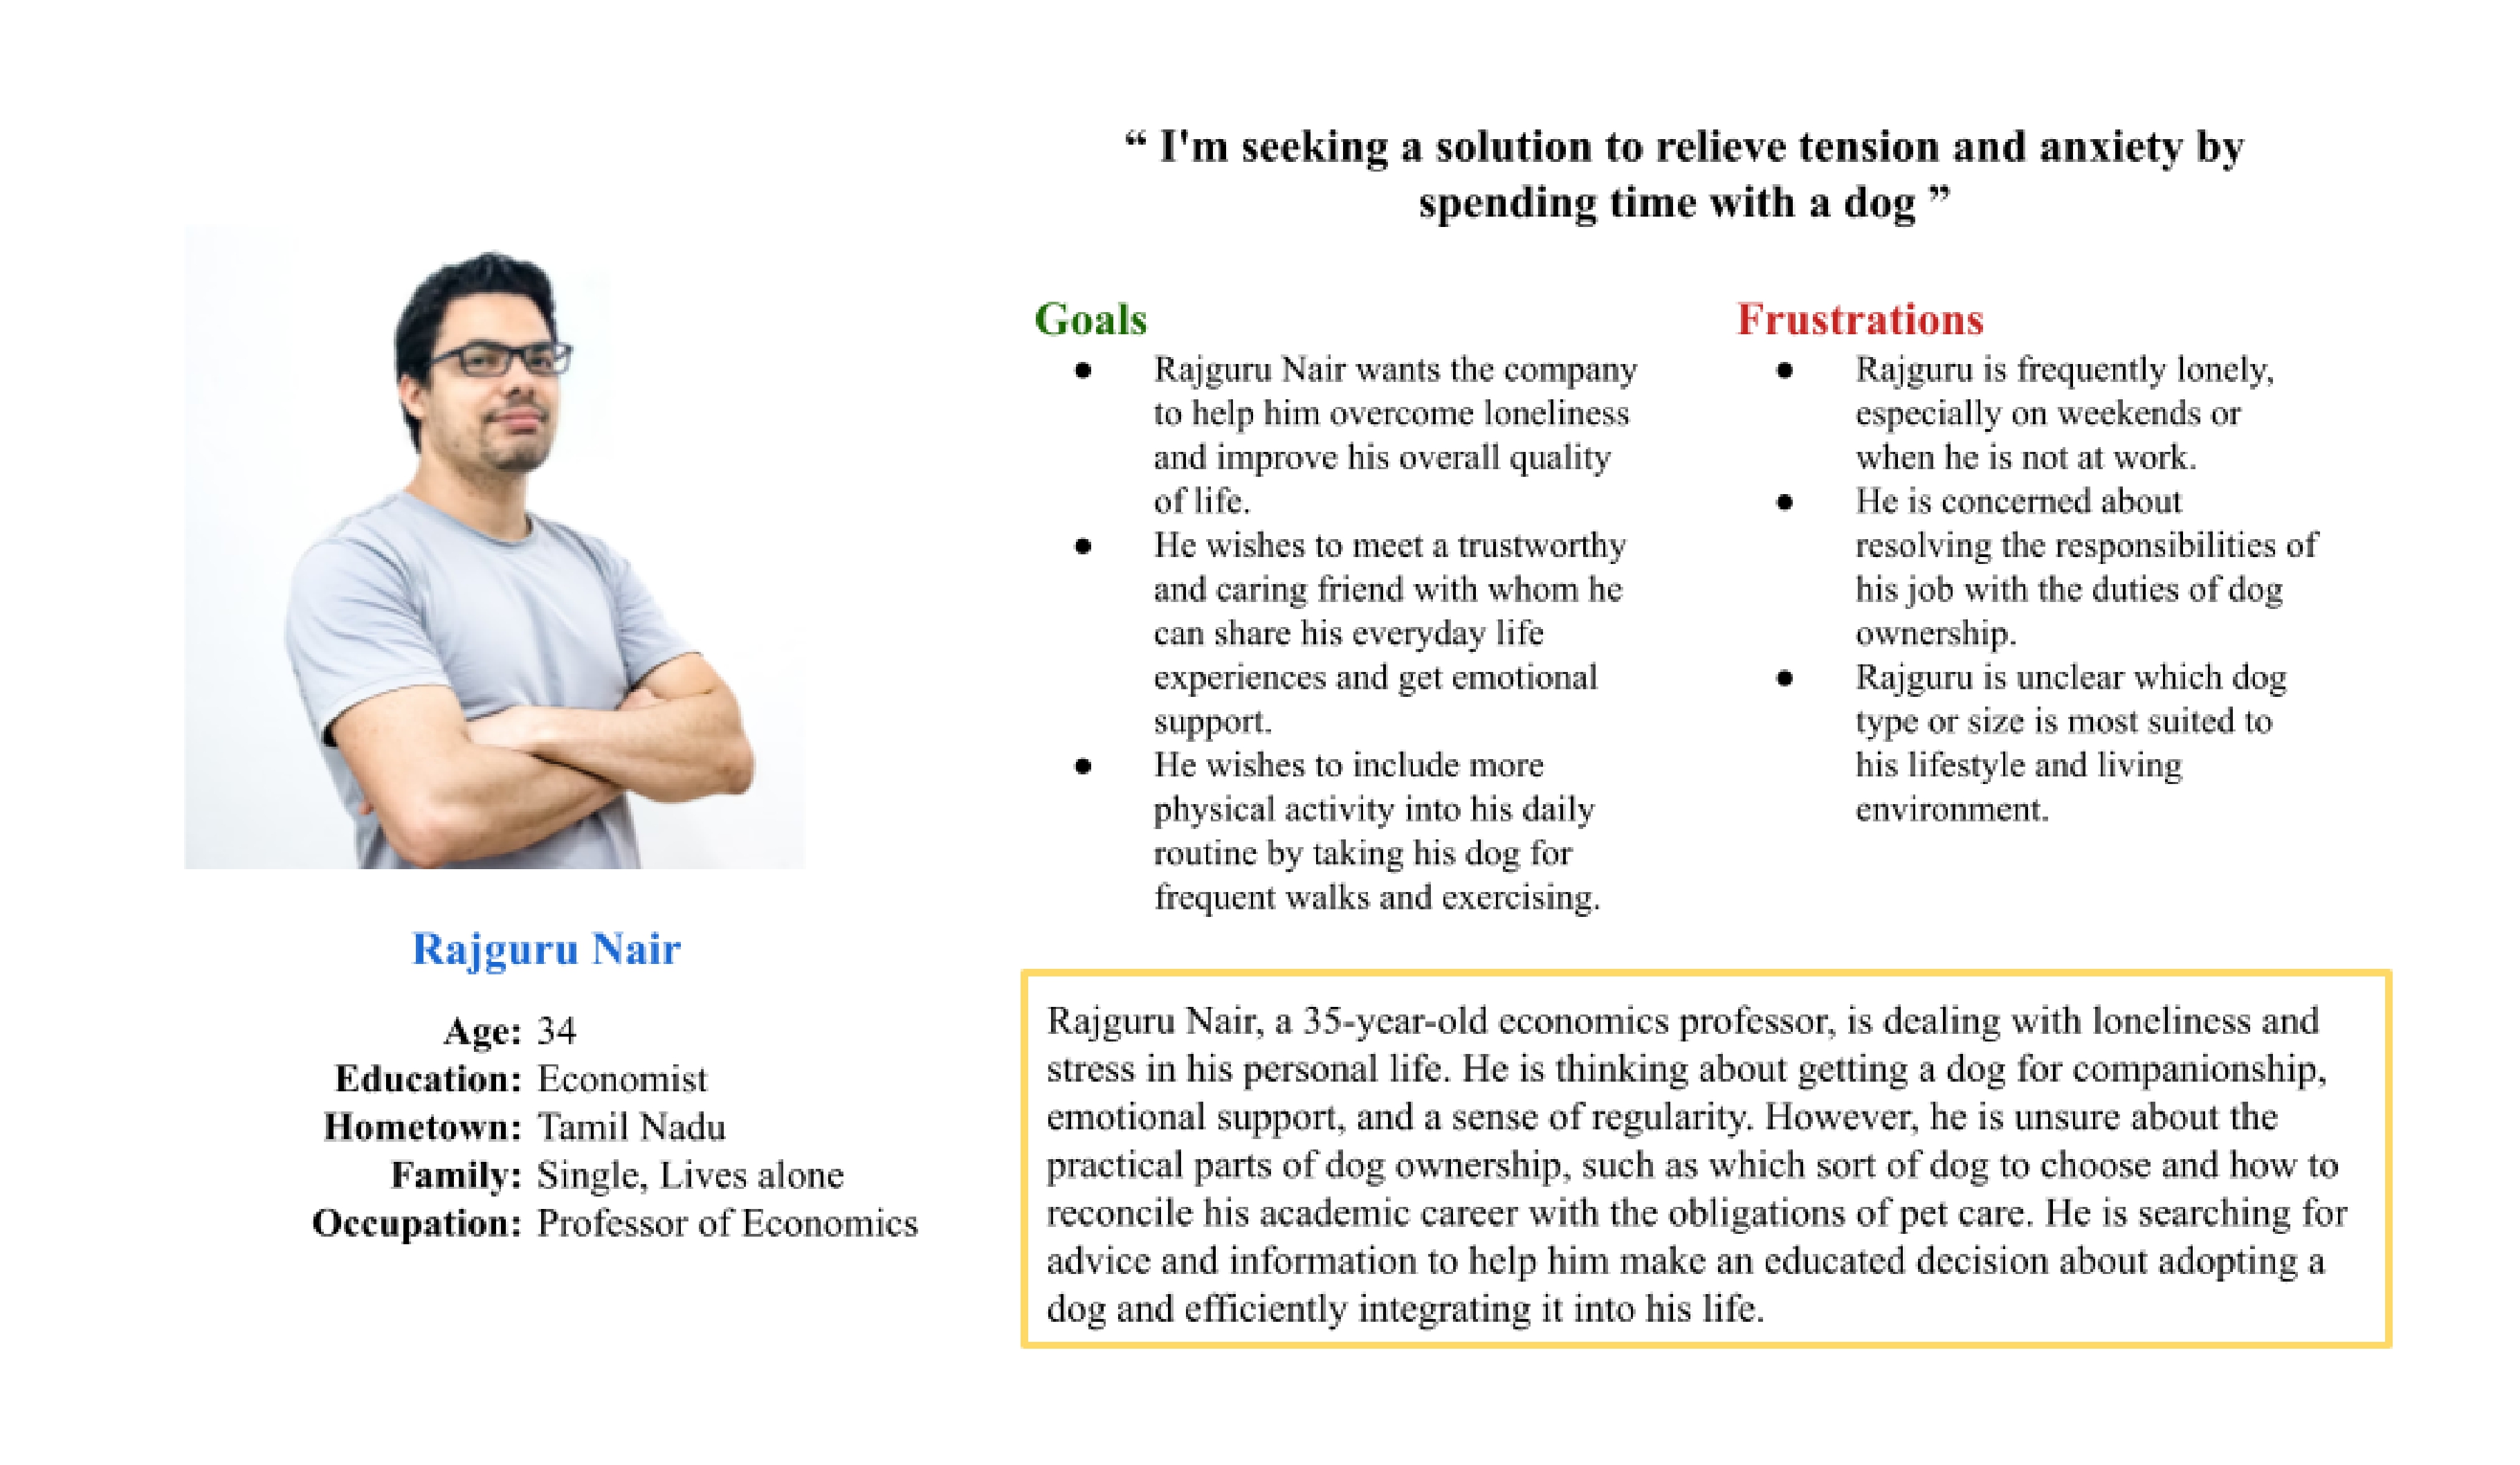 “ I'm seeking a solution to relieve tension and anxiety by
spending time with a dog ”
Goals
● Rajguru Nair wants the company
to help him overcome loneliness
and improve his overall quality
of life.
● He wishes to meet a trustworthy
and caring friend with whom he
can share his everyday life
experiences and get emotional
support.
● He wishes to include more
physical activity into his daily
routine by taking his dog for
frequent walks and exercising.
Frustrations
● Rajguru is frequently lonely,
especially on weekends or
when he is not at work.
● He is concerned about
resolving the responsibilities of
his job with the duties of dog
ownership.
● Rajguru is unclear which dog
type or size is most suited to
his lifestyle and living
environment.
Rajguru Nair
Age: 34
Education: Economist
Hometown: Tamil Nadu
Family: Single, Lives alone
Occupation: Professor of Economics
Rajguru Nair, a 35-year-old economics professor, is dealing with loneliness and
stress in his personal life. He is thinking about getting a dog for companionship,
emotional support, and a sense of regularity. However, he is unsure about the
practical parts of dog ownership, such as which sort of dog to choose and how to
reconcile his academic career with the obligations of pet care. He is searching for
advice and information to help him make an educated decision about adopting a
dog and efficiently integrating it into his life.